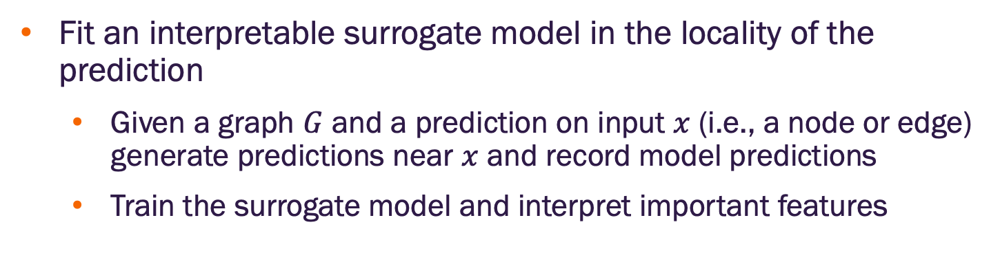 • Fit an interpretable surrogate model in the locality of the
prediction
• Given a graph G and a prediction on input x (i.e., a node or edge)
generate predictions near x and record model predictions
• Train the surrogate model and interpret important features